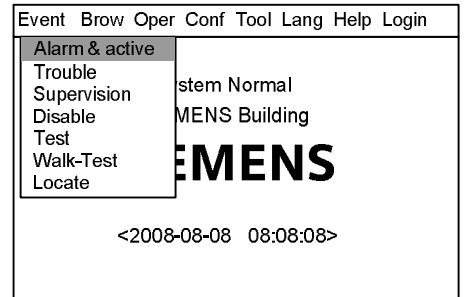 Event Brow Oper Conf Tool Lang Help Login
Alarm & active
Trouble
Supervision
Disable
Test
Walk-Test
Locate
stem Normal
MENS Building
EMENS
<2008-08-08 08:08:08>